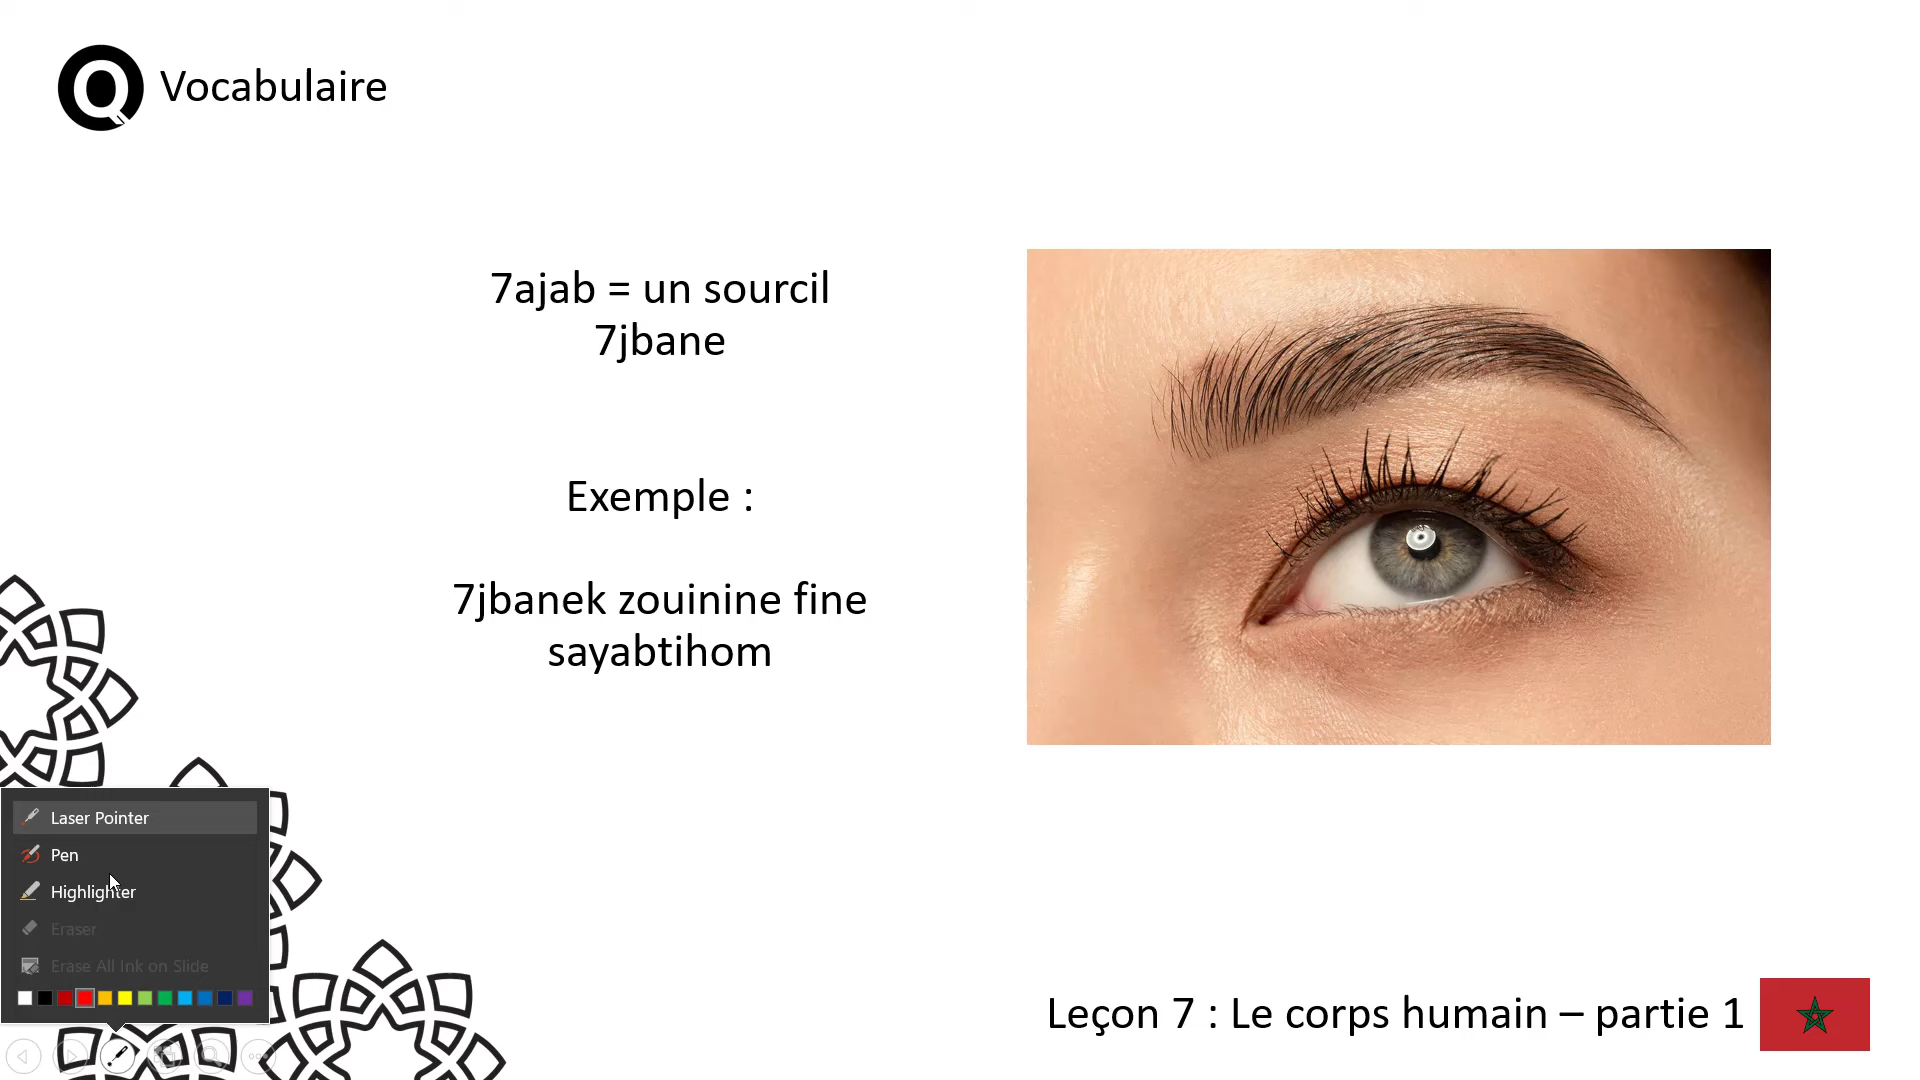 Q Vocabulaire
7ajab = un sourcil
7jbane
Exemple :
7jbanek zouinine fine
sayabtihom
Laser Pointer
Pen
Highlighter
Eraser
Erase All Ink on Slide
Leçon 7 : Le corps humain – partie 1